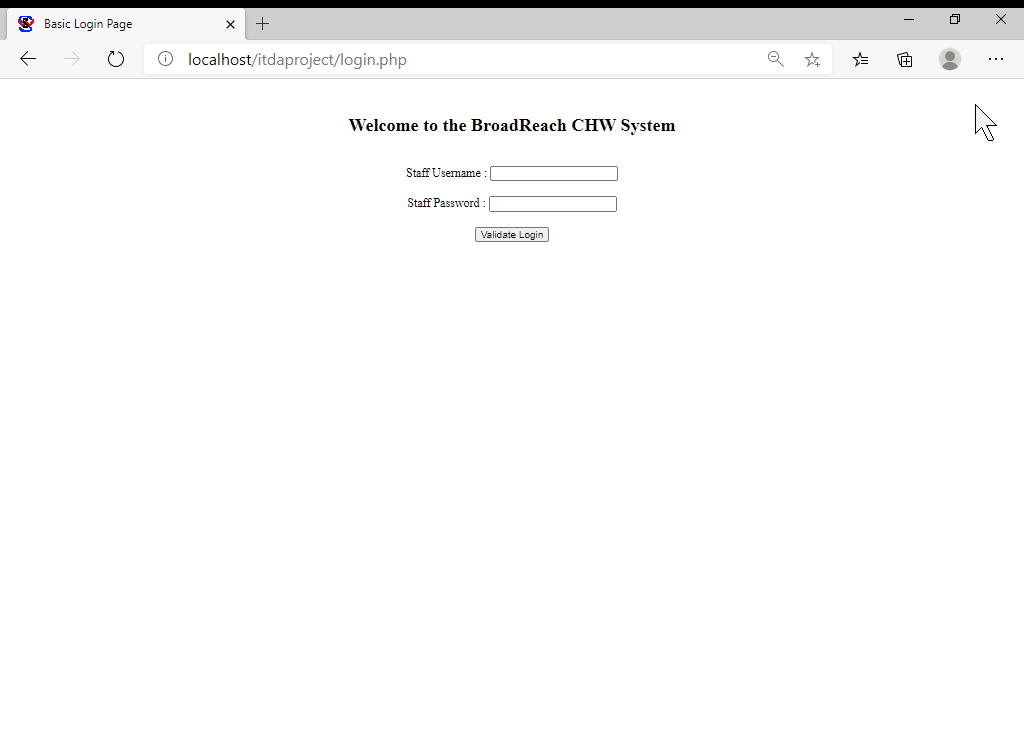 Basic Login Page
localhost/itdaproject/login.php
Welcome to the BroadReach CHW System
Staff Username :
Staff Password :
Validate Login